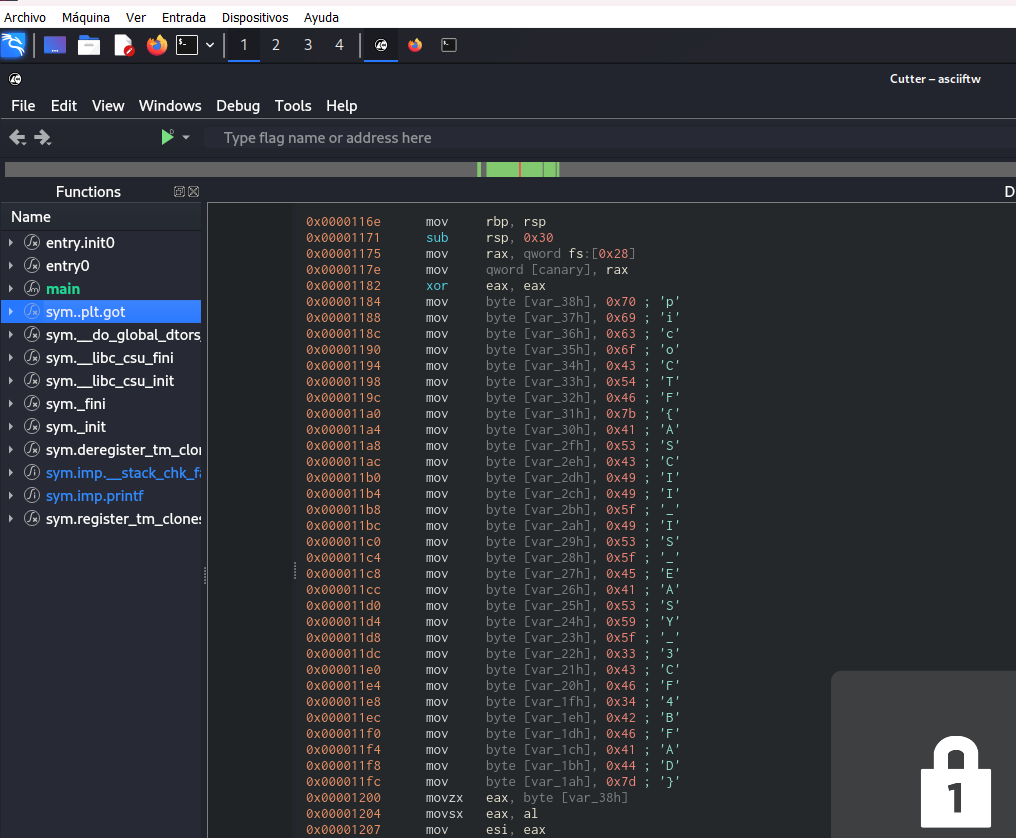 Archivo Máquina Ver Entrada Dispositivos Ayuda
1 2 3 4
Cutter – asciiftw
File Edit View Windows Debug Tools Help
Type flag name or address here
Functions
D
Name
entry.init0
entry0
main
sym..plt.got
sym.__do_global_dtors_
sym.__libc_csu_fini
sym.__libc_csu_init
sym._fini
sym._init
sym.deregister_tm_clon
sym.imp.__stack_chk_fa
sym.imp.printf
sym.register_tm_clones
0x0000116e mov rbp, rsp
0x00001171 sub rsp, 0x30
0x00001175 mov rax, qword fs:[0x28]
0x0000117e mov qword [canary], rax
0x00001182 xor eax, eax
0x00001184 mov byte [var_38h], 0x70 ; 'p'
0x00001188 mov byte [var_37h], 0x69 ; 'i'
0x0000118c mov byte [var_36h], 0x63 ; 'c'
0x00001190 mov byte [var_35h], 0x6f ; 'o'
0x00001194 mov byte [var_34h], 0x43 ; 'C'
0x00001198 mov byte [var_33h], 0x54 ; 'T'
0x0000119c mov byte [var_32h], 0x46 ; 'F'
0x000011a0 mov byte [var_31h], 0x7b ; '{'
0x000011a4 mov byte [var_30h], 0x41 ; 'A'
0x000011a8 mov byte [var_2fh], 0x53 ; 'S'
0x000011ac mov byte [var_2eh], 0x43 ; 'C'
0x000011b0 mov byte [var_2dh], 0x49 ; 'I'
0x000011b4 mov byte [var_2ch], 0x49 ; 'I'
0x000011b8 mov byte [var_2bh], 0x5f ; '_'
0x000011bc mov byte [var_2ah], 0x49 ; 'I'
0x000011c0 mov byte [var_29h], 0x53 ; 'S'
0x000011c4 mov byte [var_28h], 0x5f ; '_'
0x000011c8 mov byte [var_27h], 0x45 ; 'E'
0x000011cc mov byte [var_26h], 0x41 ; 'A'
0x000011d0 mov byte [var_25h], 0x53 ; 'S'
0x000011d4 mov byte [var_24h], 0x59 ; 'Y'
0x000011d8 mov byte [var_23h], 0x5f ; '_'
0x000011dc mov byte [var_22h], 0x33 ; '3'
0x000011e0 mov byte [var_21h], 0x43 ; 'C'
0x000011e4 mov byte [var_20h], 0x46 ; 'F'
0x000011e8 mov byte [var_1fh], 0x34 ; '4'
0x000011ec mov byte [var_1eh], 0x42 ; 'B'
0x000011f0 mov byte [var_1dh], 0x46 ; 'F'
0x000011f4 mov byte [var_1ch], 0x41 ; 'A'
0x000011f8 mov byte [var_1bh], 0x44 ; 'D'
0x000011fc mov byte [var_1ah], 0x7d ; '}'
0x00001200 movzx eax, byte [var_38h]
0x00001204 movsx eax, al
0x00001207 mov esi, eax
1